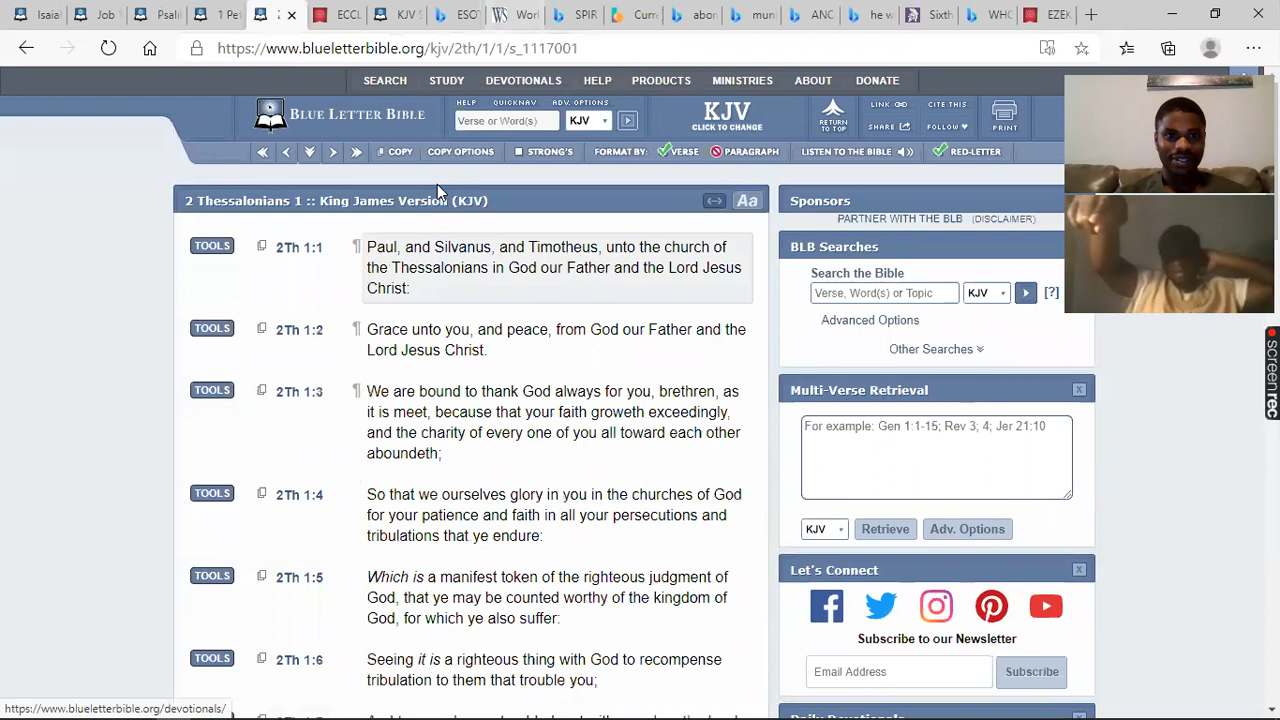 Isaia
Job 1
Psal
1 Pe
2
ECCL
KJV S
ESO
Worl
SPIR
Curr
abo
mun
ANC
he w
Sixth
WHC
EZEK
https://www.blueletterbible.org/kjv/2th/1/1/s_1117001
SEARCH STUDY DEVOTIONALS HELP PRODUCTS MINISTRIES ABOUT DONATE
BLUE LETTER BIBLE
HELP QUICKNAV ADV. OPTIONS
Verse or Word(s) KJV
KJV
CLICK TO CHANGE
RETURN
TO TOP
LINK CITE THIS
SHARE FOLLOW
PRINT
COPY COPY OPTIONS STRONG'S FORMAT BY: VERSE PARAGRAPH LISTEN TO THE BIBLE RED-LETTER
2 Thessalonians 1 :: King James Version (KJV)
Aa
TOOLS 2Th 1:1 ¶ Paul, and Silvanus, and Timotheus, unto the church of
the Thessalonians in God our Father and the Lord Jesus
Christ:
TOOLS 2Th 1:2 ¶ Grace unto you, and peace, from God our Father and the
Lord Jesus Christ.
TOOLS 2Th 1:3 ¶ We are bound to thank God always for you, brethren, as
it is meet, because that your faith groweth exceedingly,
and the charity of every one of you all toward each other
aboundeth;
TOOLS 2Th 1:4 So that we ourselves glory in you in the churches of God
for your patience and faith in all your persecutions and
tribulations that ye endure:
TOOLS 2Th 1:5 Which is a manifest token of the righteous judgment of
God, that ye may be counted worthy of the kingdom of
God, for which ye also suffer:
TOOLS 2Th 1:6 Seeing it is a righteous thing with God to recompense
tribulation to them that trouble you;
Sponsors
PARTNER WITH THE BLB (DISCLAIMER)
BLB Searches
Search the Bible
Verse, Word(s) or Topic KJV [?]
Advanced Options
Other Searches
Multi-Verse Retrieval
For example: Gen 1:1-15; Rev 3; 4; Jer 21:10
KJV Retrieve Adv. Options
Let's Connect
Subscribe to our Newsletter
Email Address Subscribe
https://www.blueletterbible.org/devotionals/
screenrec